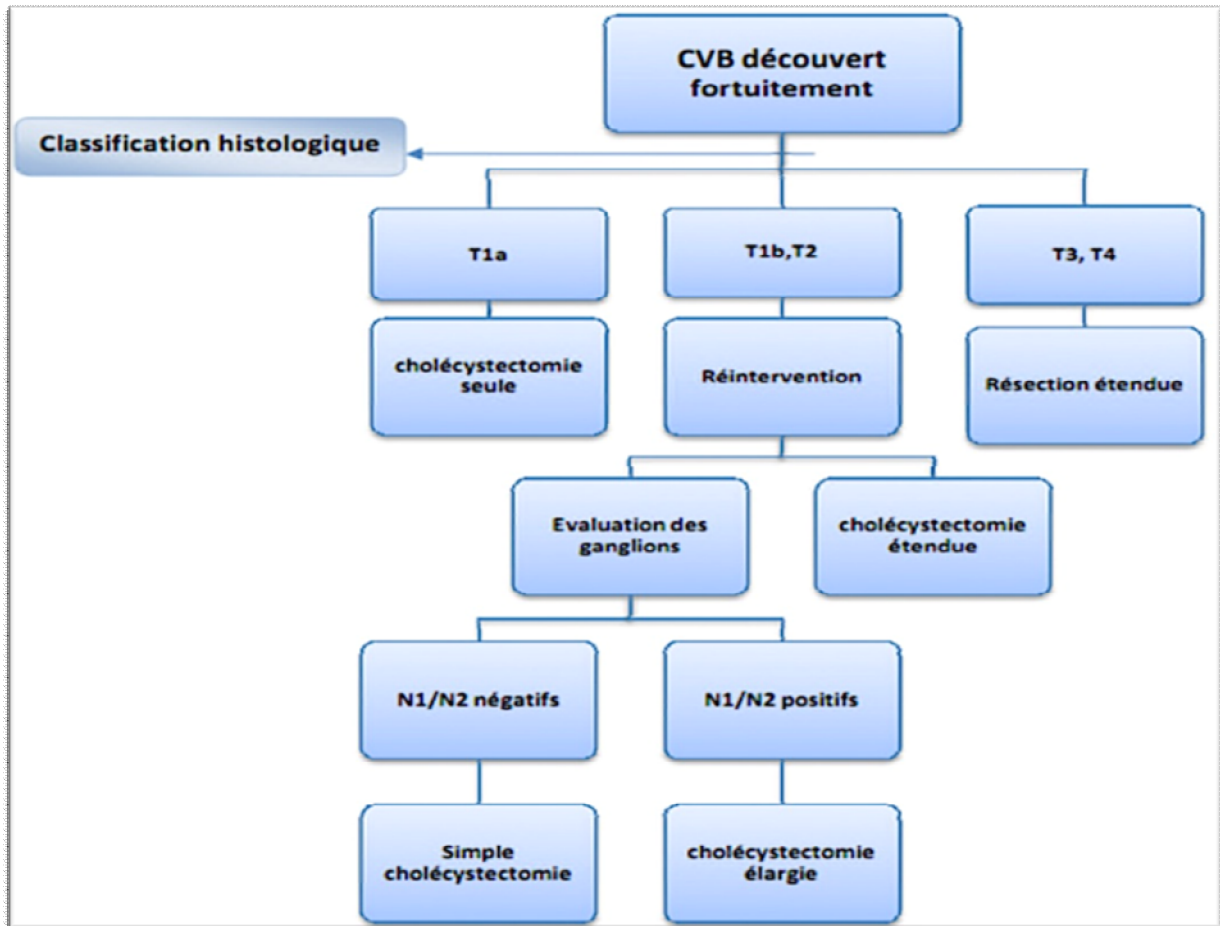 CVB découvert
fortuitement
Classification histologique
T1a
T1b,T2
T3, T4
cholécystectomie
seule
Réintervention
Résection étendue
Evaluation des
ganglions
cholécystectomie
étendue
N1/N2 négatifs
N1/N2 positifs
Simple
cholécystectomie
cholécystectomie
élargie